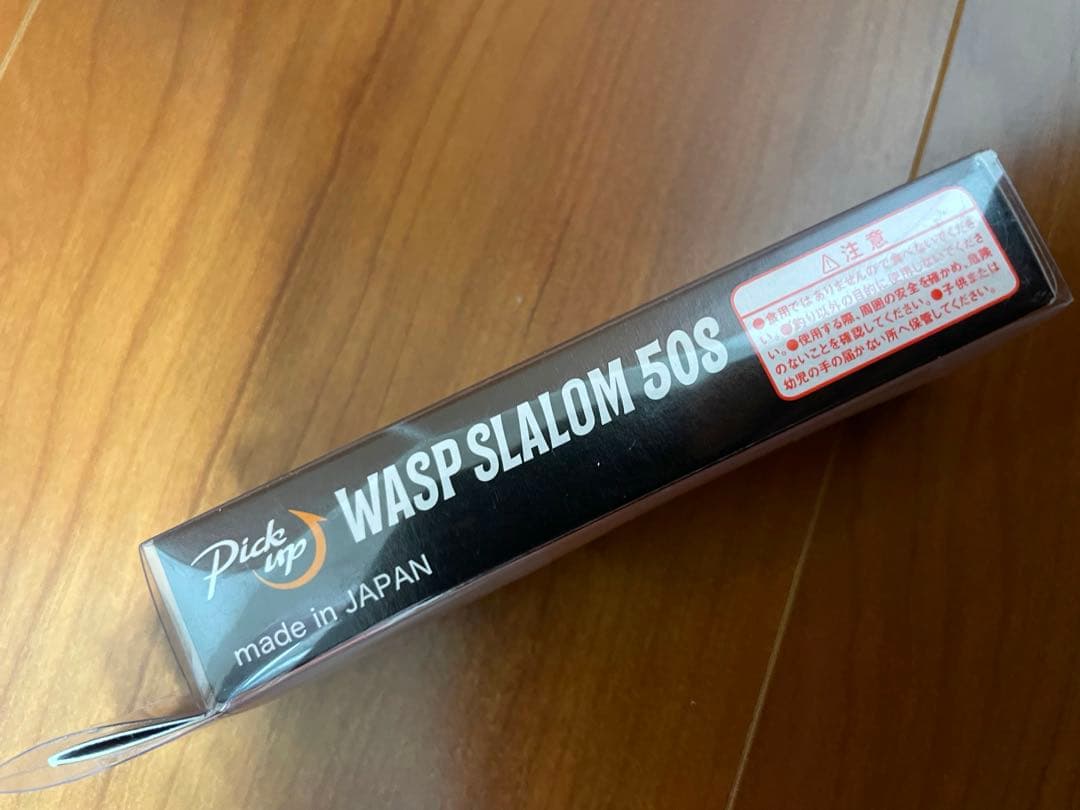 Pick up
WASP SLALOM 50S
made in JAPAN
⚠注意
●食用ではありませんので食べないでくださ
い。●釣り以外の目的に使用しないでくださ
い。●使用する際、周囲の安全を確かめ、危険
のないことを確認してください。●子供または
幼児の手の届かない所へ保管してください。